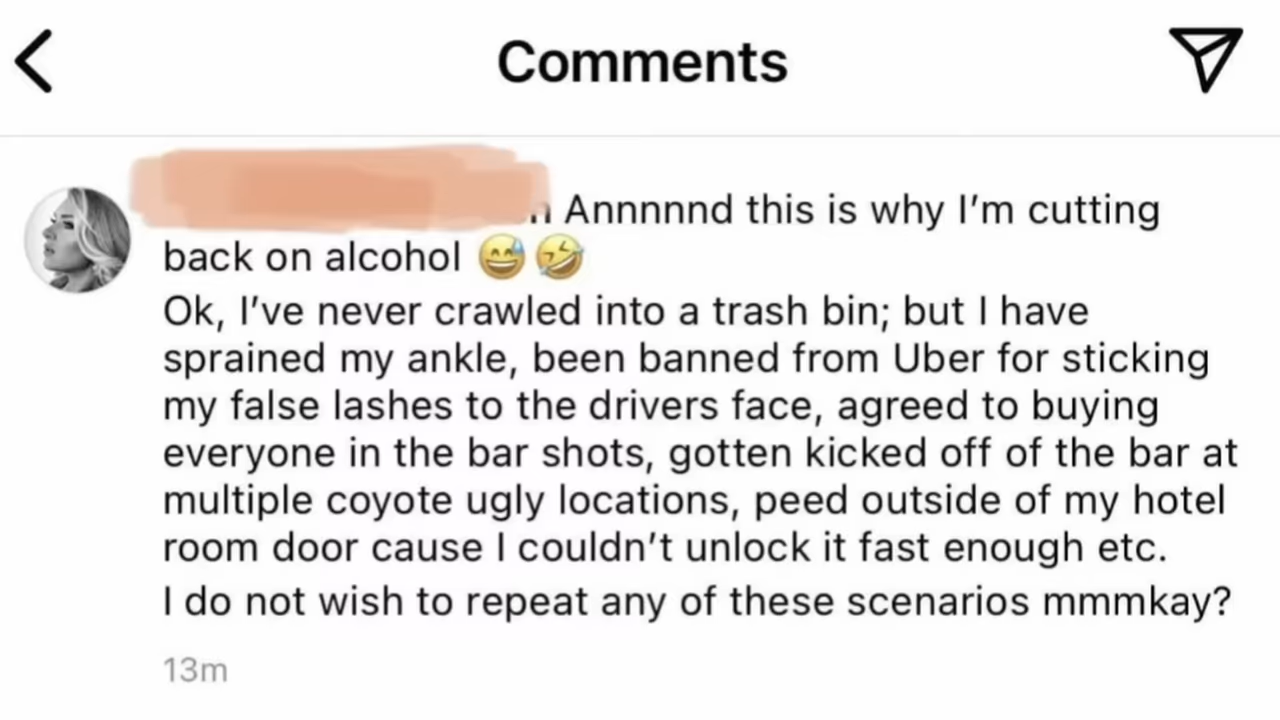 Comments
Annnnnd this is why I'm cutting
back on alcohol 😅🤣
Ok, I've never crawled into a trash bin; but I have
sprained my ankle, been banned from Uber for sticking
my false lashes to the drivers face, agreed to buying
everyone in the bar shots, gotten kicked off of the bar at
multiple coyote ugly locations, peed outside of my hotel
room door cause I couldn't unlock it fast enough etc.
I do not wish to repeat any of these scenarios mmmkay?
13m